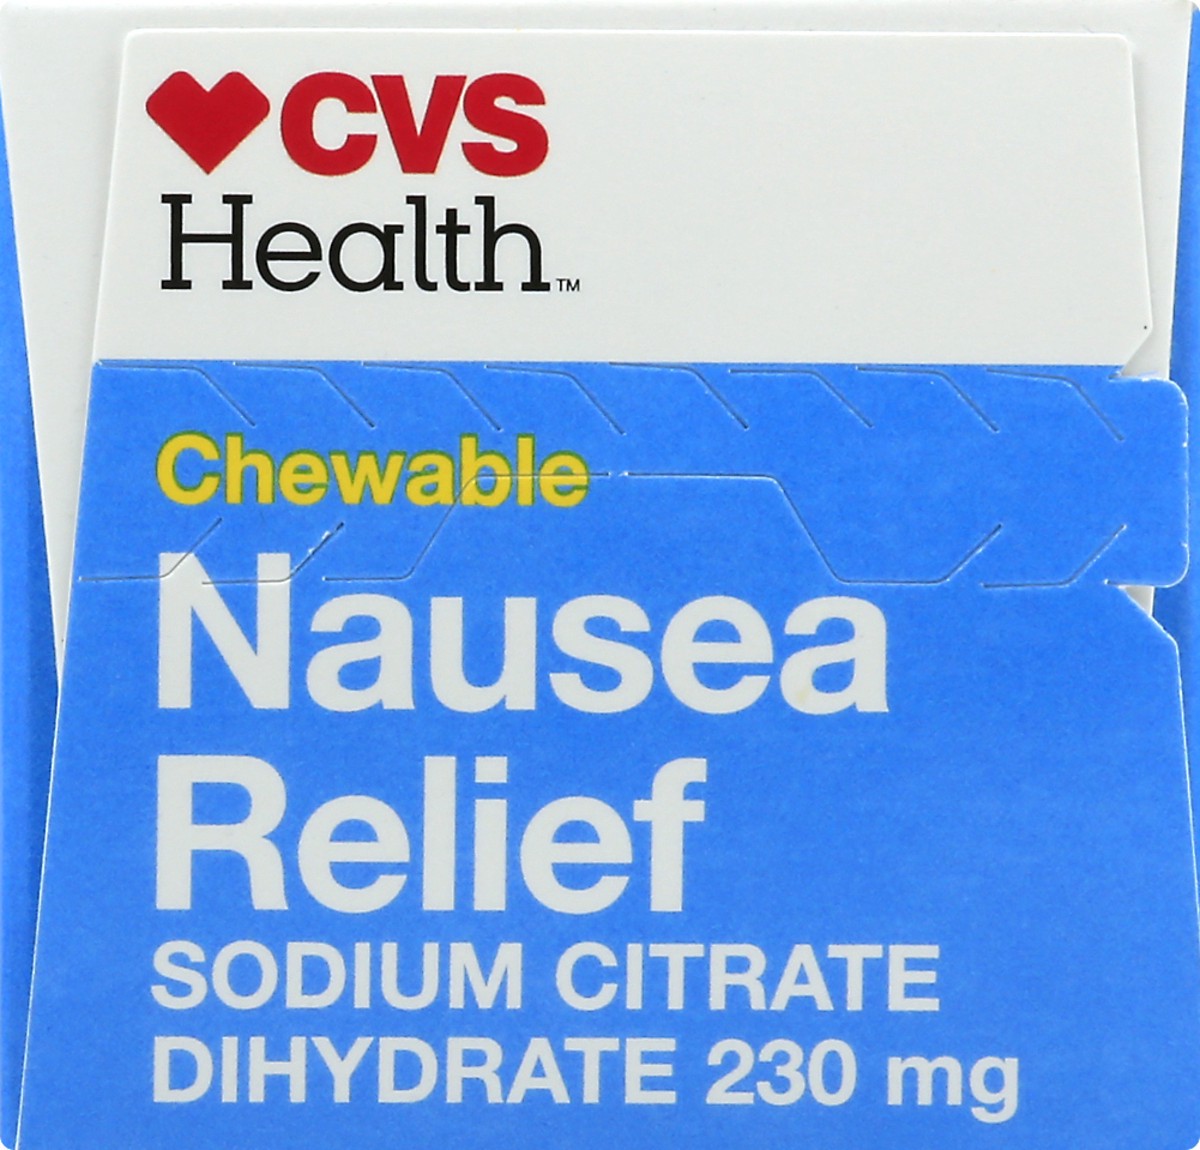 CVS
Health™
Chewable
Nausea
Relief
SODIUM CITRATE
DIHYDRATE 230 mg